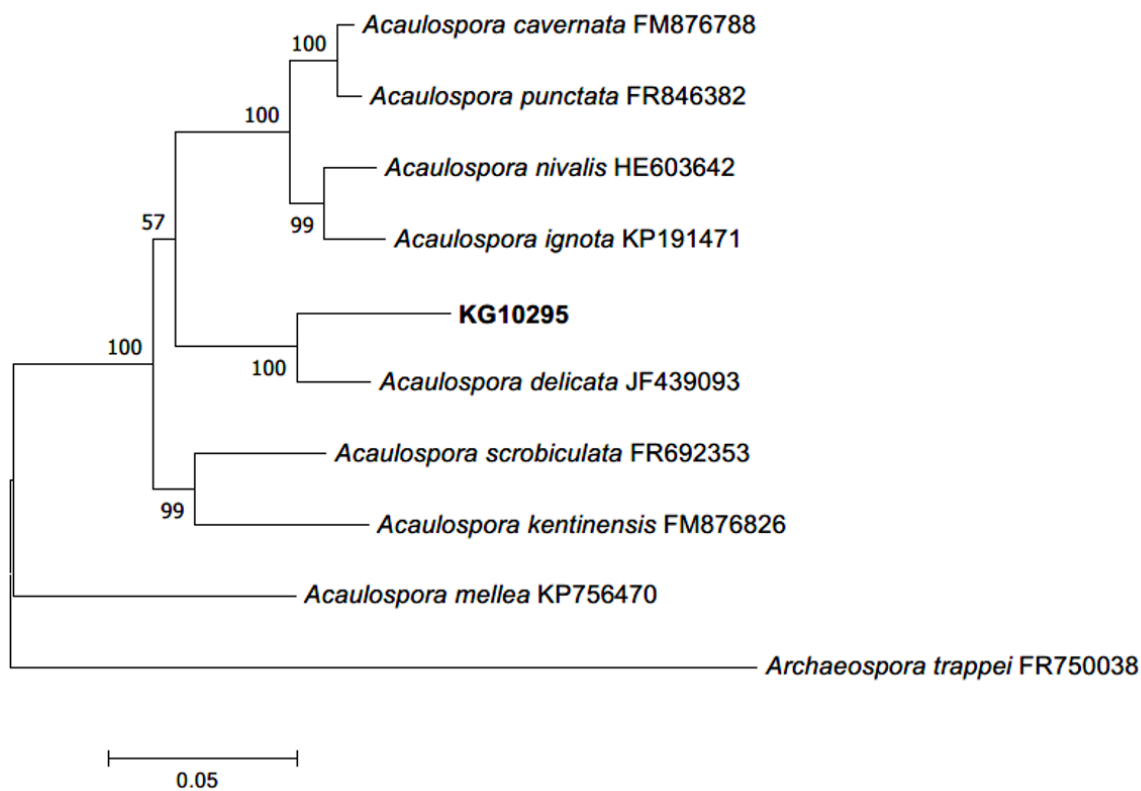 Acaulospora cavernata FM876788
100
Acaulospora punctata FR846382
100
Acaulospora nivalis HE603642
99
Acaulospora ignota KP191471
57
KG10295
100
100
Acaulospora delicata JF439093
Acaulospora scrobiculata FR692353
99
Acaulospora kentinensis FM876826
Acaulospora mellea KP756470
Archaeospora trappei FR750038
0.05